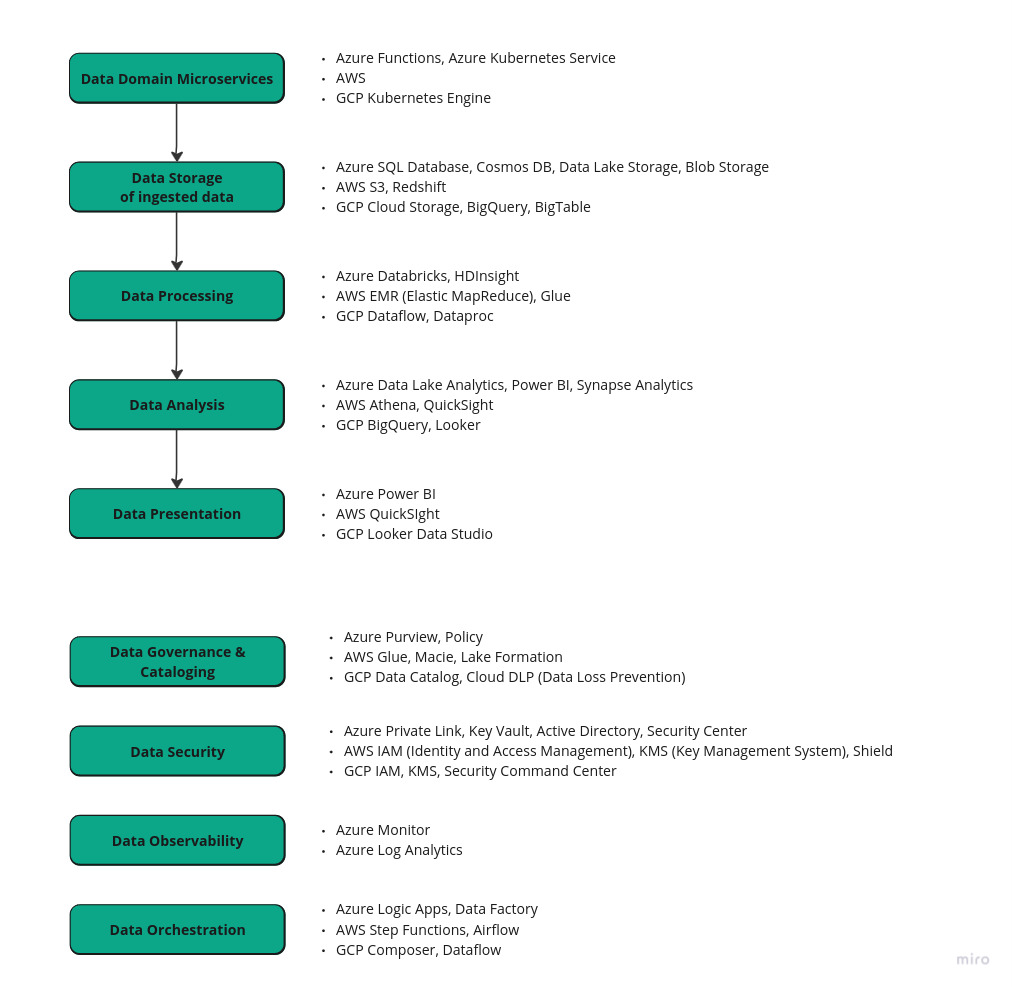 Data Domain Microservices
• Azure Functions, Azure Kubernetes Service
• AWS
• GCP Kubernetes Engine
Data Storage
of ingested data
• Azure SQL Database, Cosmos DB, Data Lake Storage, Blob Storage
• AWS S3, Redshift
• GCP Cloud Storage, BigQuery, BigTable
Data Processing
• Azure Databricks, HDInsight
• AWS EMR (Elastic MapReduce), Glue
• GCP Dataflow, Dataproc
Data Analysis
• Azure Data Lake Analytics, Power BI, Synapse Analytics
• AWS Athena, QuickSight
• GCP BigQuery, Looker
Data Presentation
• Azure Power BI
• AWS QuickSIght
• GCP Looker Data Studio
Data Governance &
Cataloging
• Azure Purview, Policy
• AWS Glue, Macie, Lake Formation
• GCP Data Catalog, Cloud DLP (Data Loss Prevention)
Data Security
• Azure Private Link, Key Vault, Active Directory, Security Center
• AWS IAM (Identity and Access Management), KMS (Key Management System), Shield
• GCP IAM, KMS, Security Command Center
Data Observability
• Azure Monitor
• Azure Log Analytics
Data Orchestration
• Azure Logic Apps, Data Factory
• AWS Step Functions, Airflow
• GCP Composer, Dataflow
miro